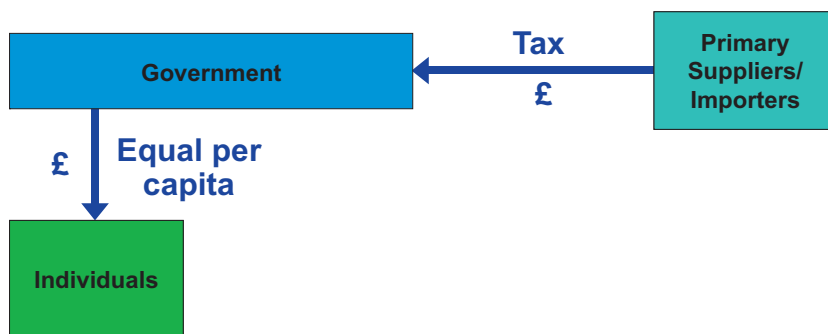 Tax
Primary
Suppliers/
Importers
Government
£
£
Equal per
capita
Individuals